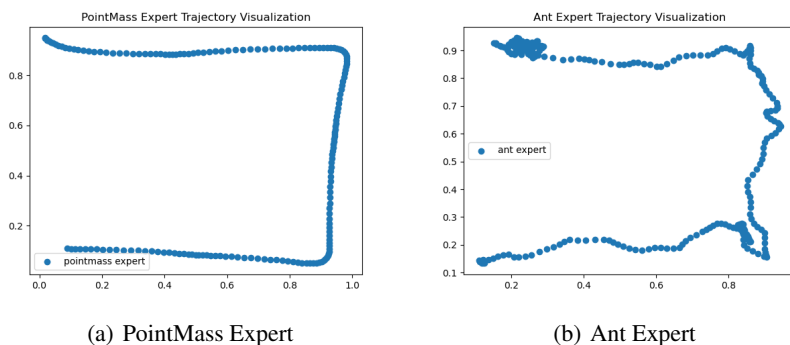 PointMass Expert Trajectory Visualization
0.8
0.6
0.4
0.2
pointmass expert
0.0 0.2 0.4 0.6 0.8 1.0
(a) PointMass Expert
Ant Expert Trajectory Visualization
0.9
0.8
0.7
0.6
0.5
ant expert
0.4
0.3
0.2
0.1
0.2 0.4 0.6 0.8
(b) Ant Expert